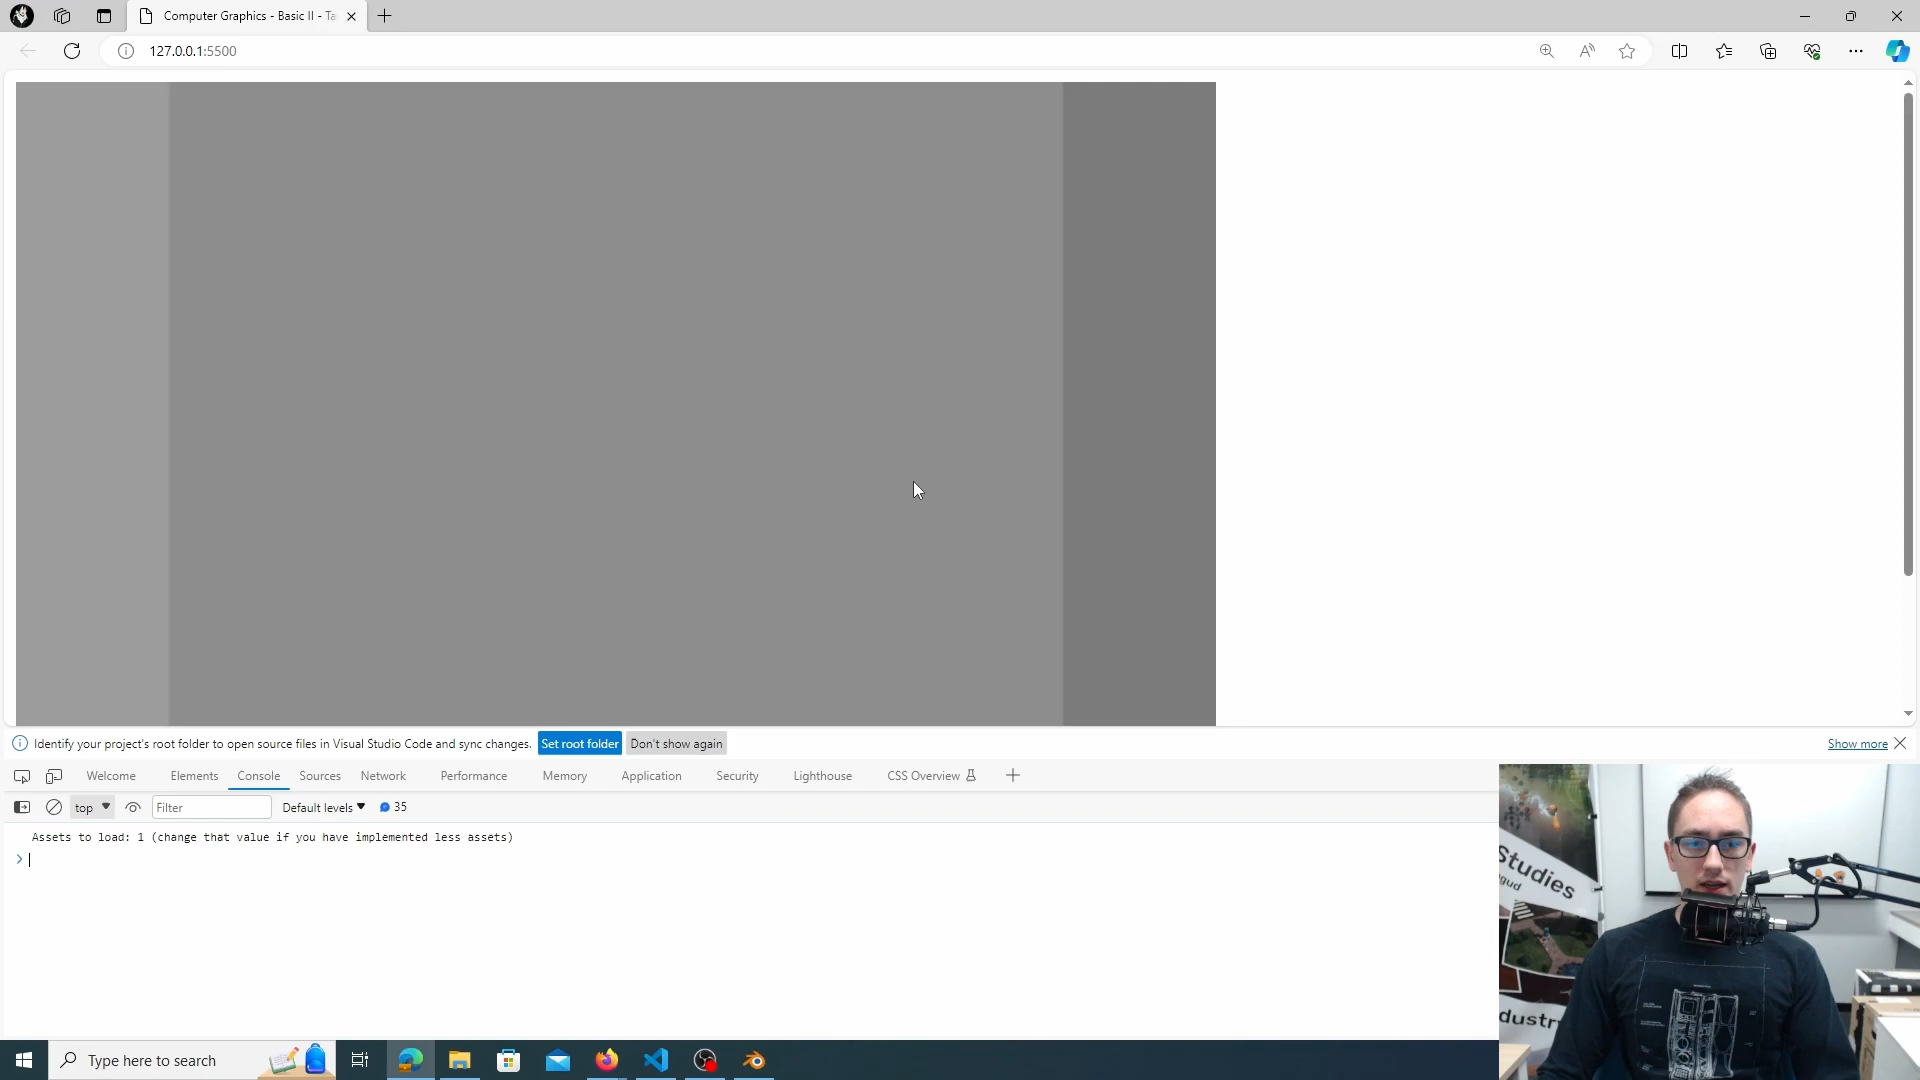 Computer Graphics - Basic II - Ta
127.0.0.1:5500
Identify your project's root folder to open source files in Visual Studio Code and sync changes. Set root folder Don't show again Show more
Welcome Elements Console Sources Network Performance Memory Application Security Lighthouse CSS Overview
top Filter Default levels 35
Assets to load: 1 (change that value if you have implemented less assets)
>
Studies
gud
dustr
Type here to search